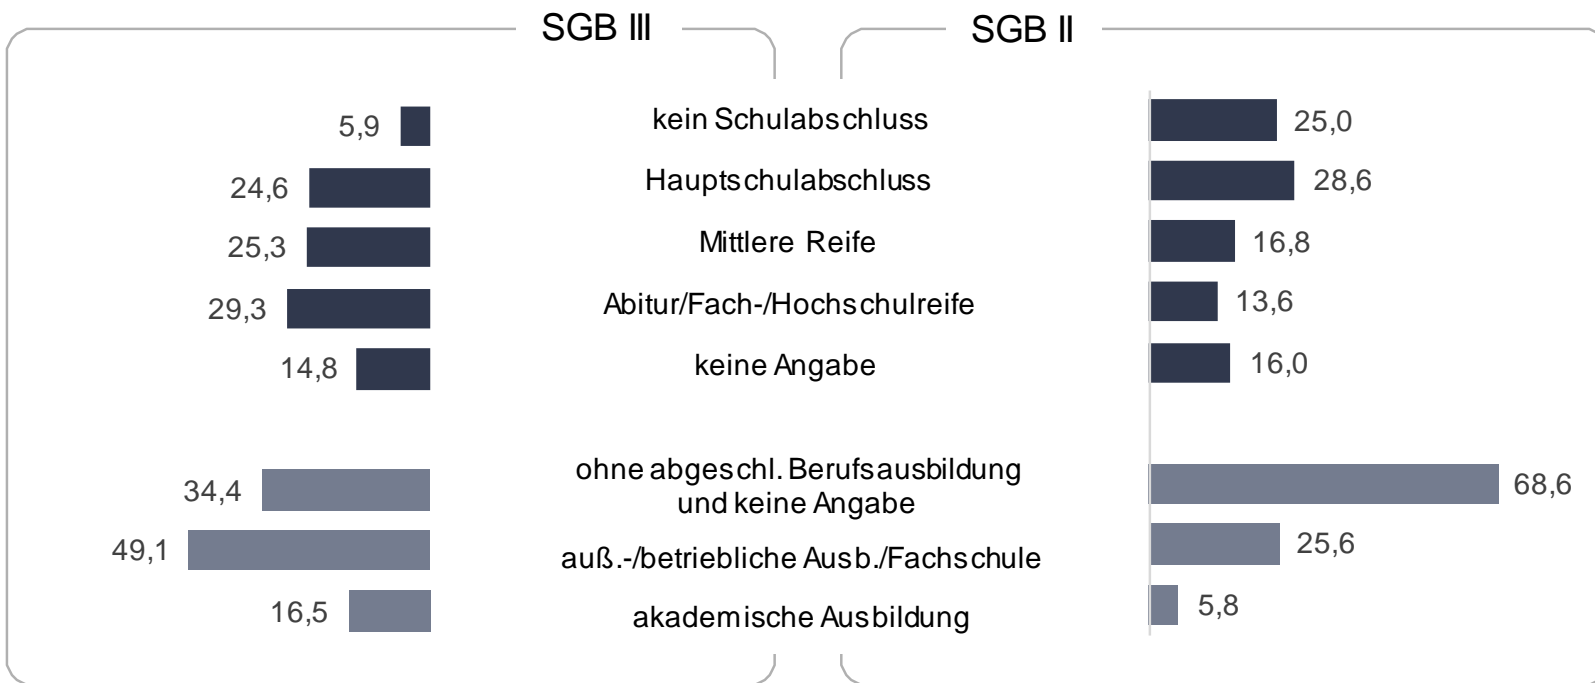 SGB III SGB II
5,9 kein Schulabschluss 25,0
24,6 Hauptschulabschluss 28,6
25,3 Mittlere Reife 16,8
29,3 Abitur/Fach-/Hochschulreife 13,6
14,8 keine Angabe 16,0
34,4 ohne abgeschl. Berufsausbildung 68,6
und keine Angabe
49,1 auß.-/betriebliche Ausb./Fachschule 25,6
16,5 akademische Ausbildung 5,8